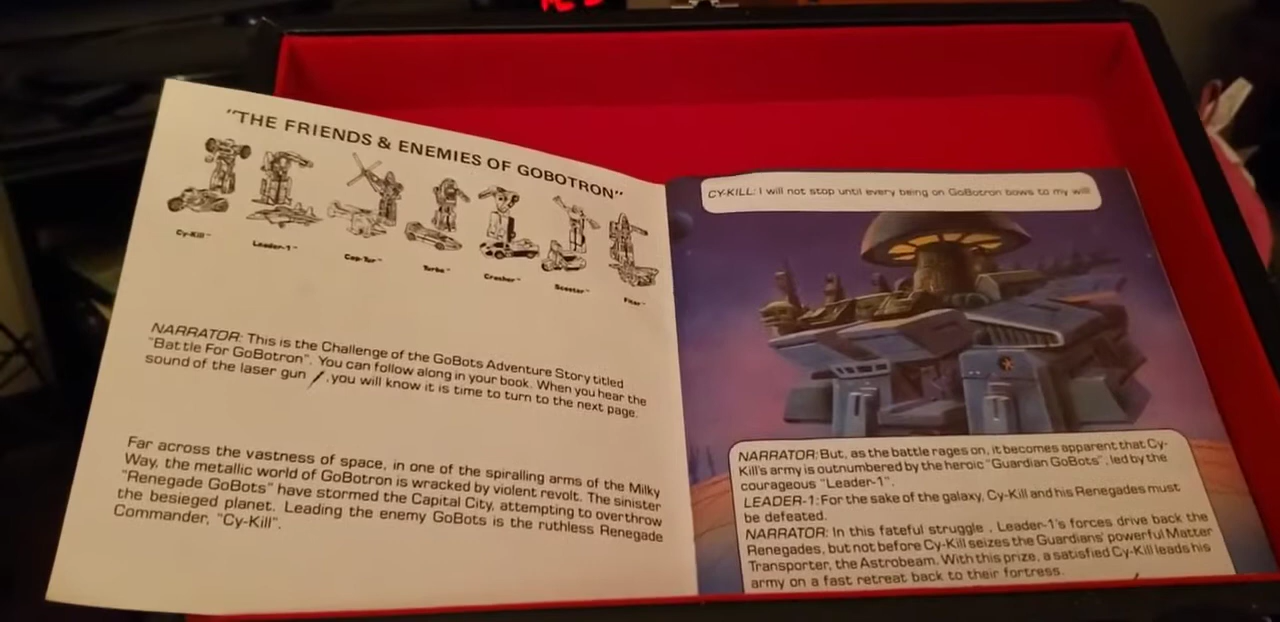 "THE FRIENDS & ENEMIES OF GOBOTRON"
Cy-Kill™
Leader-1™
Cop-Tur™
Turbo™
Crasher™
Scooter™
Fitor™
NARRATOR: This is the Challenge of the GoBots Adventure Story titled
"Battle For GoBotron". You can follow along in your book. When you hear the
sound of the laser gun , you will know it is time to turn to the next page.
Far across the vastness of space, in one of the spiralling arms of the Milky
Way, the metallic world of GoBotron is wracked by violent revolt. The sinister
"Renegade GoBots" have stormed the Capital City, attempting to overthrow
the besieged planet. Leading the enemy GoBots is the ruthless Renegade
Commander, "Cy-Kill".
CY-KILL: I will not stop until every being on GoBotron bows to my will
NARRATOR: But, as the battle rages on, it becomes apparent that Cy-
Kill's army is outnumbered by the heroic "Guardian GoBots", led by the
courageous "Leader-1".
LEADER-1: For the sake of the galaxy, Cy-Kill and his Renegades must
be defeated.
NARRATOR: In this fateful struggle , Leader-1's forces drive back the
Renegades, but not before Cy-Kill seizes the Guardians' powerful Matter
Transporter, the Astrobeam. With this prize, a satisfied Cy-Kill leads his
army on a fast retreat back to their fortress.